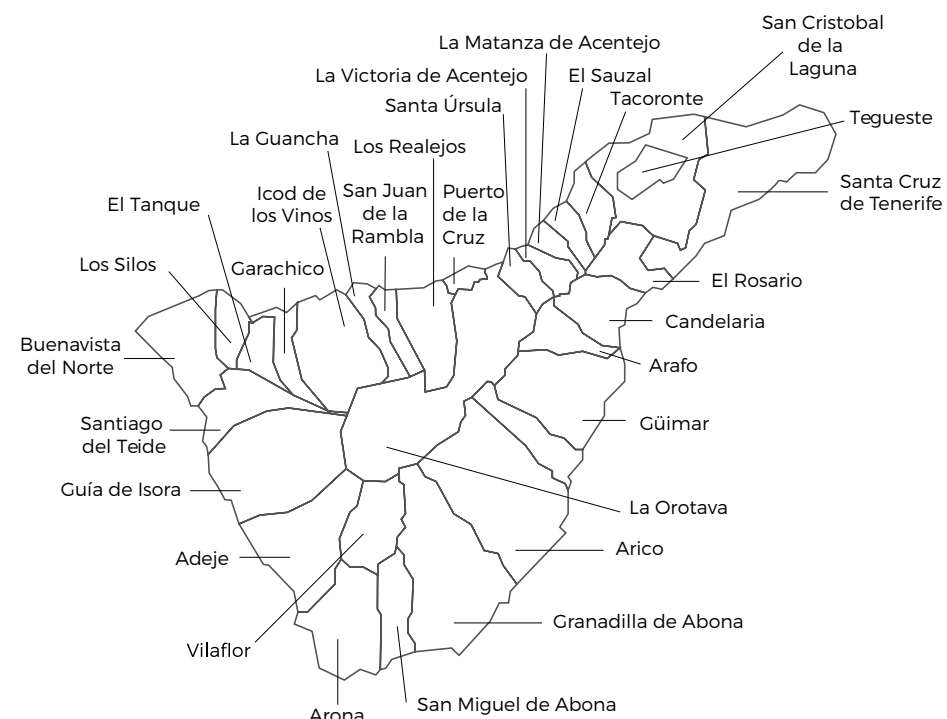 San Cristobal
de la
Laguna
La Matanza de Acentejo
La Victoria de Acentejo
El Sauzal
Santa Úrsula
Tacoronte
Tegueste
La Guancha
Los Realejos
Santa Cruz
de Tenerife
Icod de
los Vinos
San Juan
de la
Rambla
Puerto
de la
Cruz
El Tanque
Los Silos
Garachico
El Rosario
Candelaria
Buenavista
del Norte
Arafo
Santiago
del Teide
Güimar
Guía de Isora
La Orotava
Adeje
Arico
Granadilla de Abona
Vilaflor
San Miguel de Abona
Arona